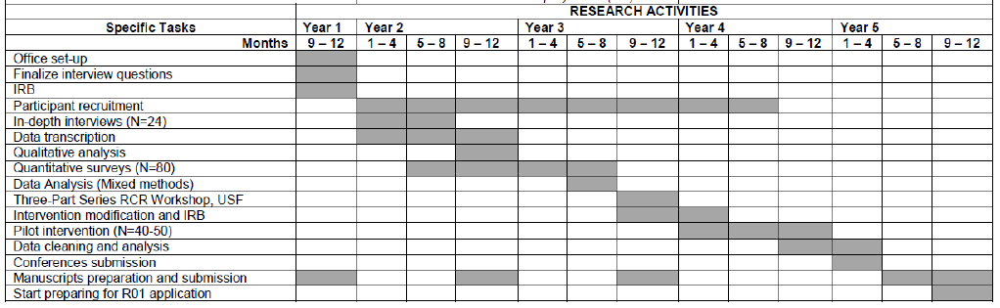 RESEARCH ACTIVITIES
Specific Tasks Year 1 Year 2 Year 3 Year 4 Year 5
Months 9 – 12 1 – 4 5 – 8 9 – 12 1 – 4 5 – 8 9 – 12 1 – 4 5 – 8 9 – 12 1 – 4 5 – 8 9 – 12
Office set-up
Finalize interview questions
IRB
Participant recruitment
In-depth interviews (N=24)
Data transcription
Qualitative analysis
Quantitative surveys (N=80)
Data Analysis (Mixed methods)
Three-Part Series RCR Workshop, USF
Intervention modification and IRB
Pilot intervention (N=40-50)
Data cleaning and analysis
Conferences submission
Manuscripts preparation and submission
Start preparing for R01 application